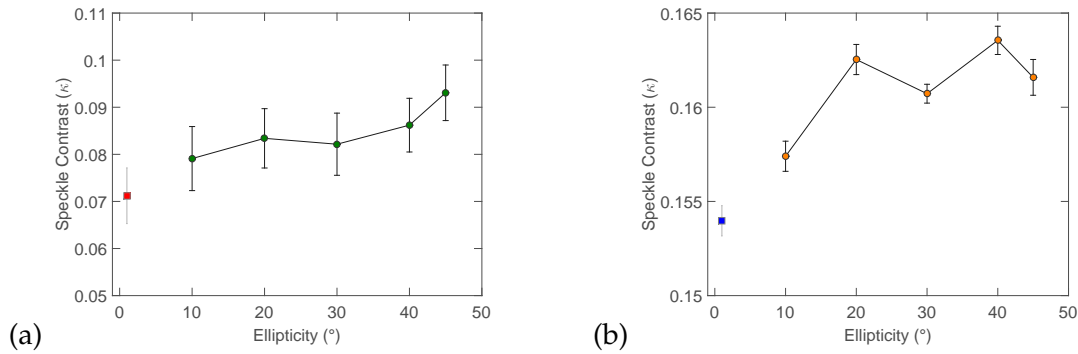 0.11
0.1
0.09
0.08
0.07
0.06
0.05
Speckle Contrast (κ)
0 10 20 30 40 50
Ellipticity (°)
(a)
0.165
0.16
0.155
0.15
Speckle Contrast (κ)
0 10 20 30 40 50
Ellipticity (°)
(b)